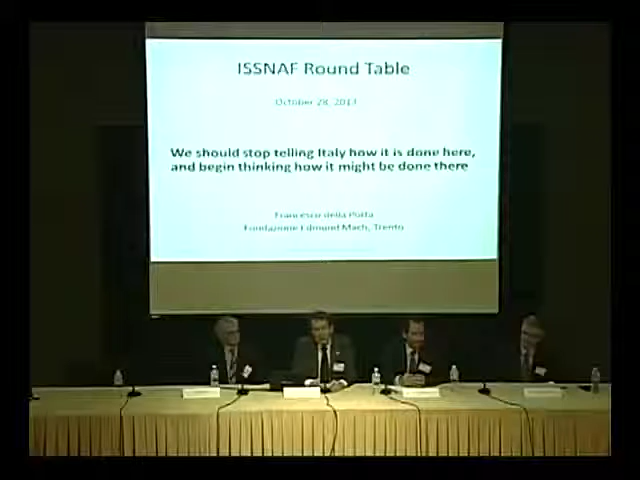 ISSNAF Round Table
October 28, 2013
We should stop telling Italy how it is done here,
and begin thinking how it might be done there
Francesco della Porta
Fondazione Edmund Mach, Trento